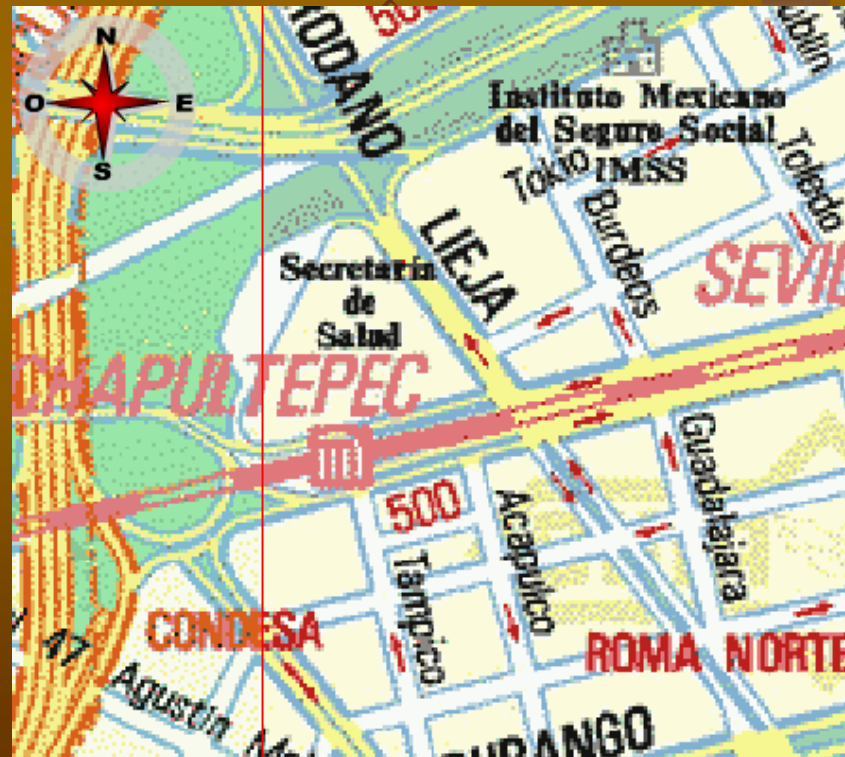 N
O
E
S
RODANO
500
Instituto Mexicano
del Seguro Social
IMSS
Tokio
Toledo
Burdeos
LIEJA
Secretaría
de
Salud
SEVI
CHAPULTEPEC
500
Guadalajara
Acapulco
Tampico
47
CONDESA
ROMA NORTE
Agustín
DURANGO